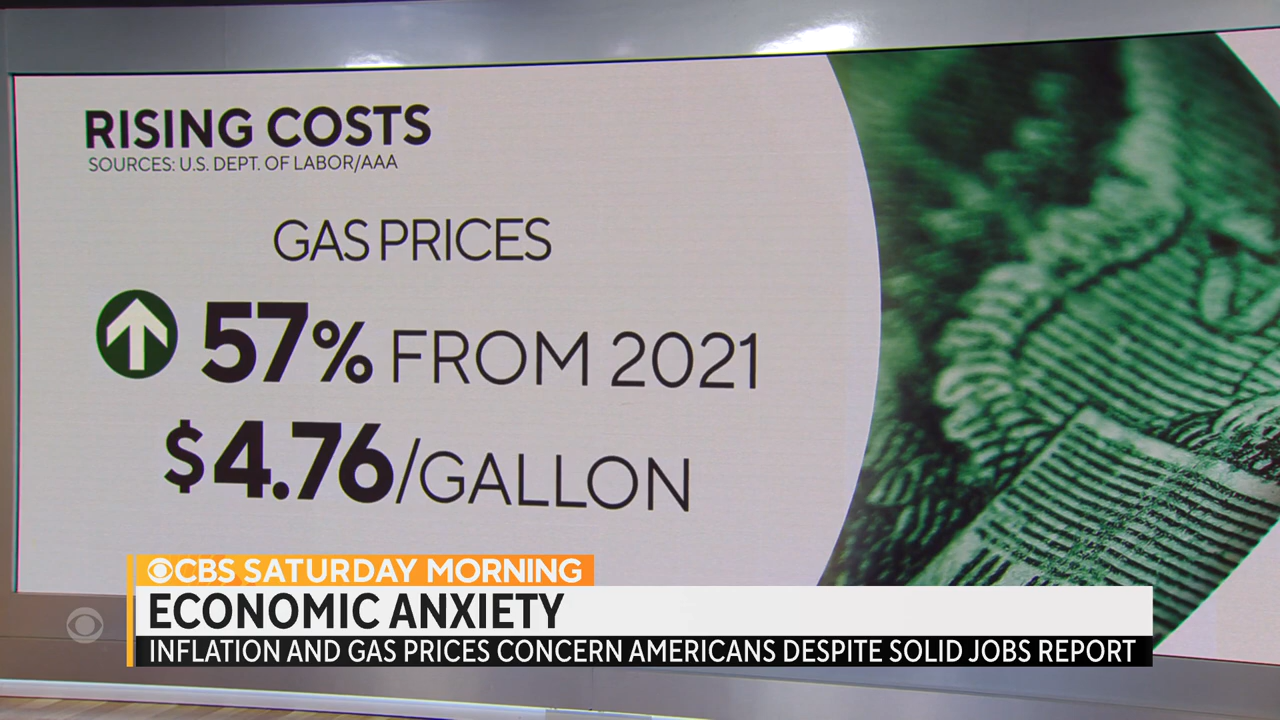 RISING COSTS
SOURCES: U.S. DEPT. OF LABOR/AAA
GAS PRICES
57% FROM 2021
$4.76/GALLON
CBS SATURDAY MORNING
ECONOMIC ANXIETY
INFLATION AND GAS PRICES CONCERN AMERICANS DESPITE SOLID JOBS REPORT